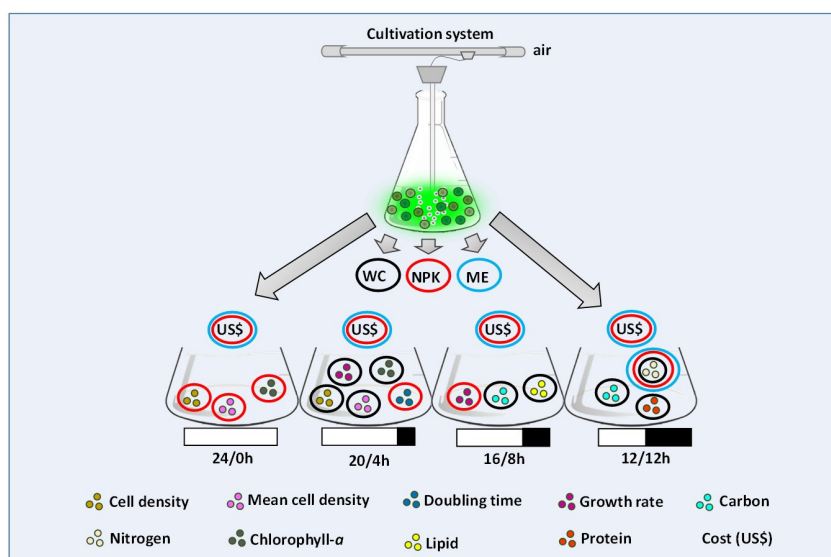 Cultivation system
air
WC NPK ME
US$ US$ US$ US$
24/0h 20/4h 16/8h 12/12h
Cell density Mean cell density Doubling time Growth rate Carbon
Nitrogen Chlorophyll-a Lipid Protein Cost (US$)